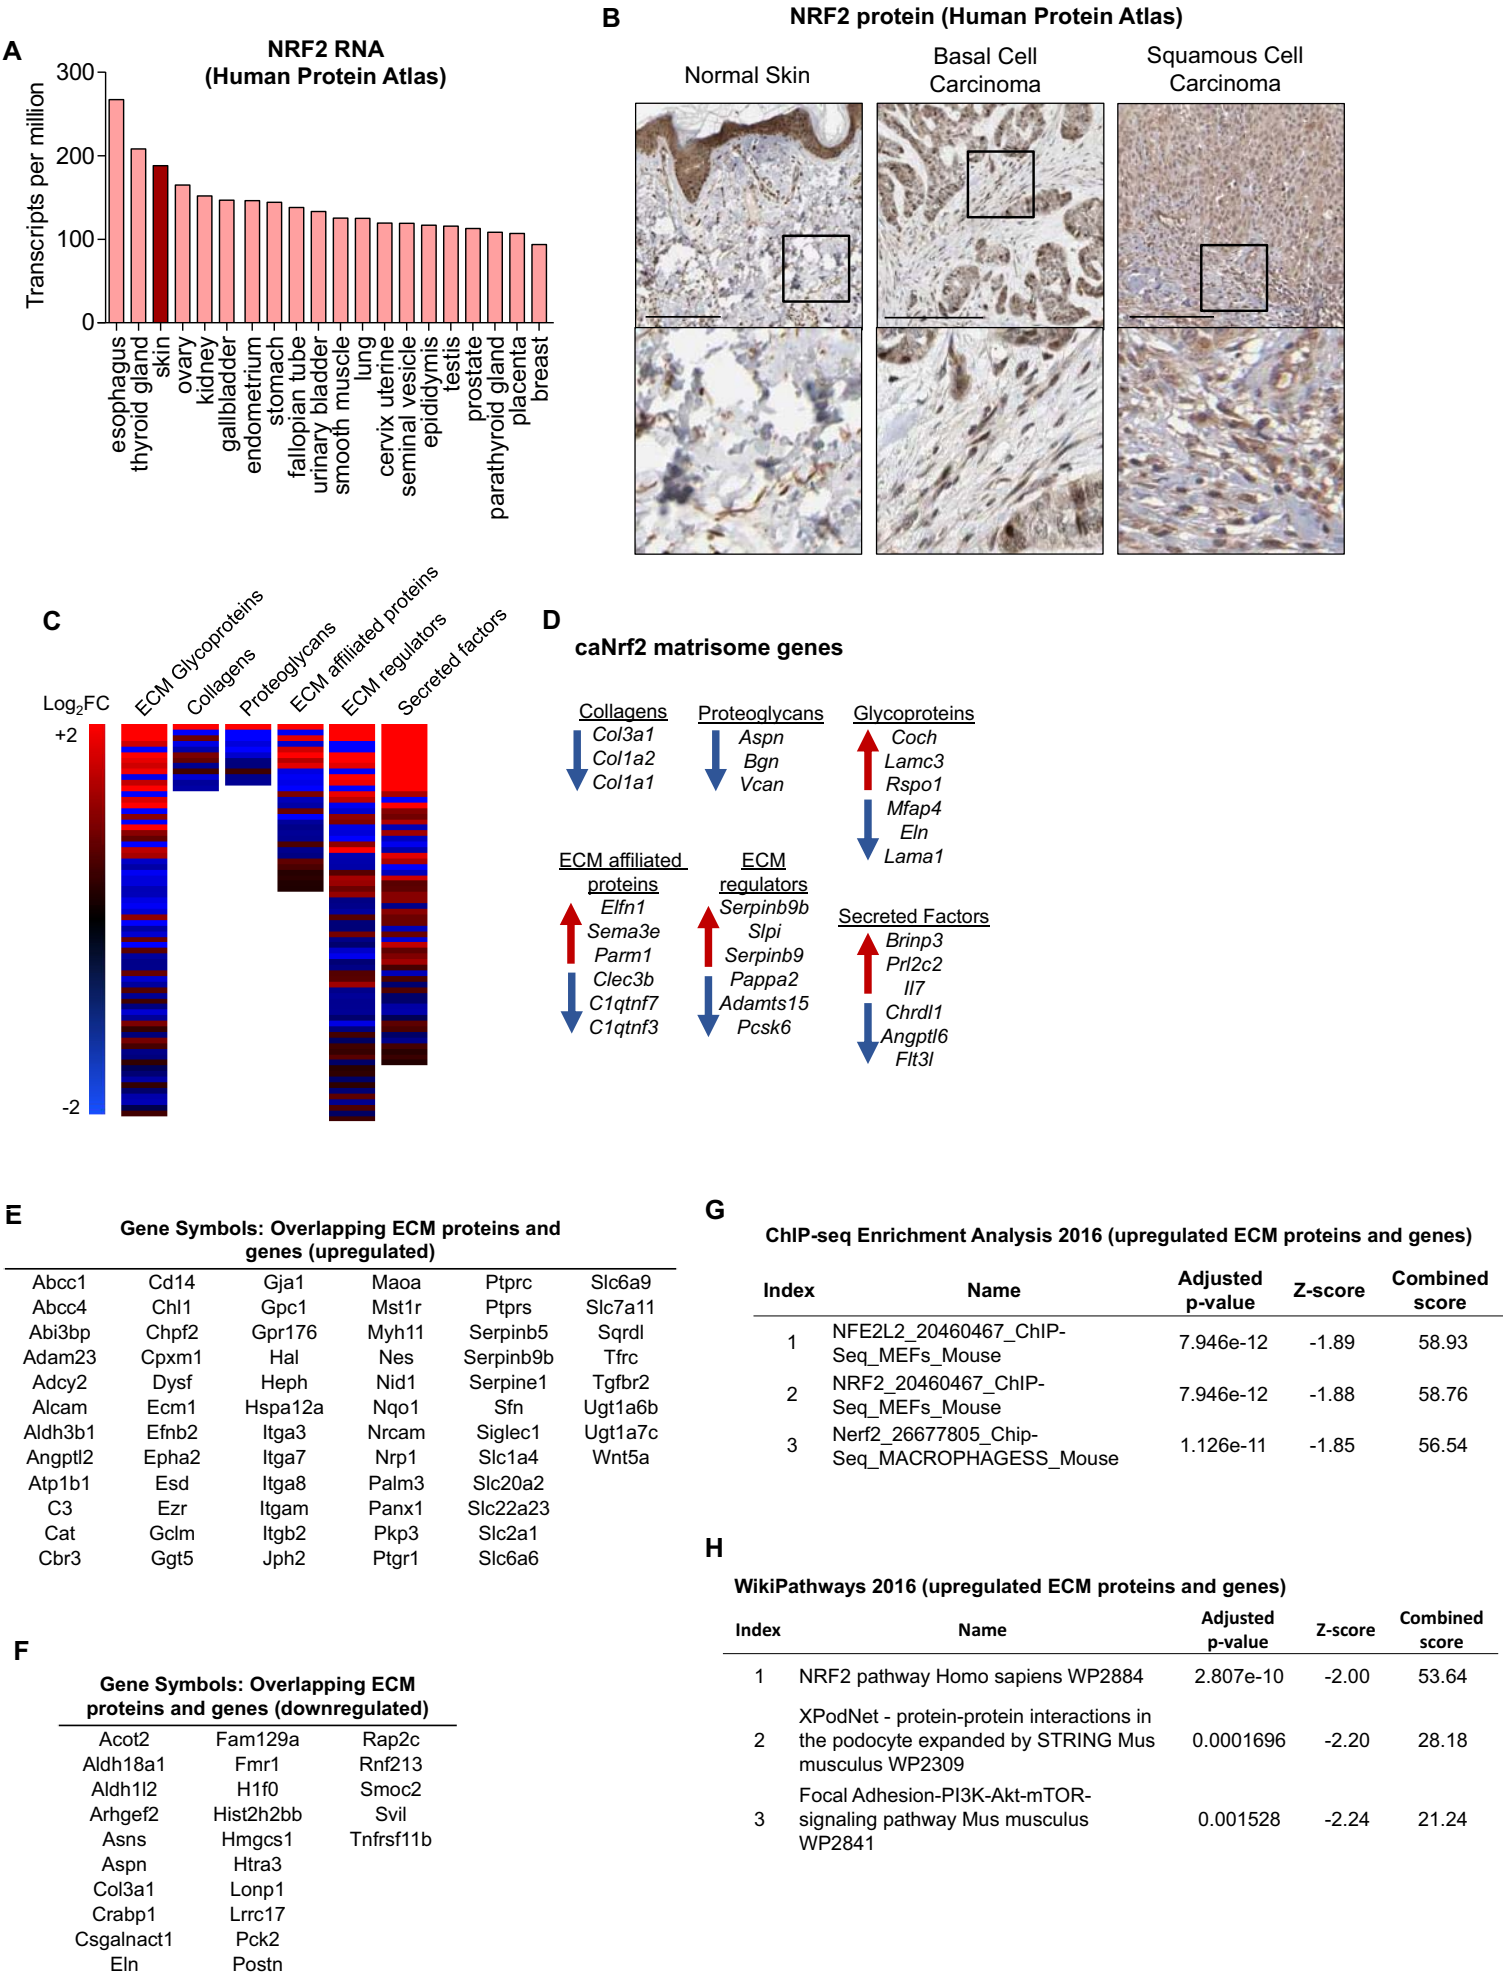 A
NRF2 RNA
(Human Protein Atlas)
Transcripts per million
300
200
100
0
esophagus
thyroid gland
skin
ovary
kidney
gallbladder
endometrium
stomach
fallopian tube
urinary bladder
smooth muscle
lung
cervix uterine
seminal vesicle
epididymis
testis
prostate
parathyroid gland
placenta
breast
B
NRF2 protein (Human Protein Atlas)
Normal Skin
Basal Cell
Carcinoma
Squamous Cell
Carcinoma
C
Log2FC
+2
-2
ECM Glycoproteins
Collagens
Proteoglycans
ECM affiliated proteins
ECM regulators
Secreted factors
D
caNrf2 matrisome genes
Collagens
Col3a1
Col1a2
Col1a1
Proteoglycans
Aspn
Bgn
Vcan
Glycoproteins
Coch
Lamc3
Rspo1
Mfap4
Eln
Lama1
ECM affiliated
proteins
Elfn1
Sema3e
Parm1
Clec3b
C1qtnf7
C1qtnf3
ECM
regulators
Serpinb9b
Slpi
Serpinb9
Pappa2
Adamts15
Pcsk6
Secreted Factors
Brinp3
Prl2c2
Il7
Chrdl1
Angptl6
Flt3l
E
Gene Symbols: Overlapping ECM proteins and
genes (upregulated)
Abcc1 Cd14 Gja1 Maoa Ptprc Slc6a9
Abcc4 Chl1 Gpc1 Mst1r Ptprs Slc7a11
Abi3bp Chpf2 Gpr176 Myh11 Serpinb5 Sqrdl
Adam23 Cpxm1 Hal Nes Serpinb9b Tfrc
Adcy2 Dysf Heph Nid1 Serpine1 Tgfbr2
Alcam Ecm1 Hspa12a Nqo1 Sfn Ugt1a6b
Aldh3b1 Efnb2 Itga3 Nrcam Siglec1 Ugt1a7c
Angptl2 Epha2 Itga7 Nrp1 Slc1a4 Wnt5a
Atp1b1 Esd Itga8 Palm3 Slc20a2
C3 Ezr Itgam Panx1 Slc22a23
Cat Gclm Itgb2 Pkp3 Slc2a1
Cbr3 Ggt5 Jph2 Ptgr1 Slc6a6
F
Gene Symbols: Overlapping ECM
proteins and genes (downregulated)
Acot2 Fam129a Rap2c
Aldh18a1 Fmr1 Rnf213
Aldh1l2 H1f0 Smoc2
Arhgef2 Hist2h2bb Svil
Asns Hmgcs1 Tnfrsf11b
Aspn Htra3
Col3a1 Lonp1
Crabp1 Lrrc17
Csgalnact1 Pck2
Eln Postn
G
ChIP-seq Enrichment Analysis 2016 (upregulated ECM proteins and genes)
Index Name Adjusted p-value Z-score Combined score
1 NFE2L2_20460467_ChIP-
Seq_MEFs_Mouse 7.946e-12 -1.89 58.93
2 NRF2_20460467_ChIP-
Seq_MEFs_Mouse 7.946e-12 -1.88 58.76
3 Nerf2_26677805_Chip-
Seq_MACROPHAGESS_Mouse 1.126e-11 -1.85 56.54
H
WikiPathways 2016 (upregulated ECM proteins and genes)
Index Name Adjusted p-value Z-score Combined score
1 NRF2 pathway Homo sapiens WP2884 2.807e-10 -2.00 53.64
XPodNet - protein-protein interactions in
2 the podocyte expanded by STRING Mus 0.0001696 -2.20 28.18
musculus WP2309
Focal Adhesion-PI3K-Akt-mTOR-
3 signaling pathway Mus musculus 0.001528 -2.24 21.24
WP2841